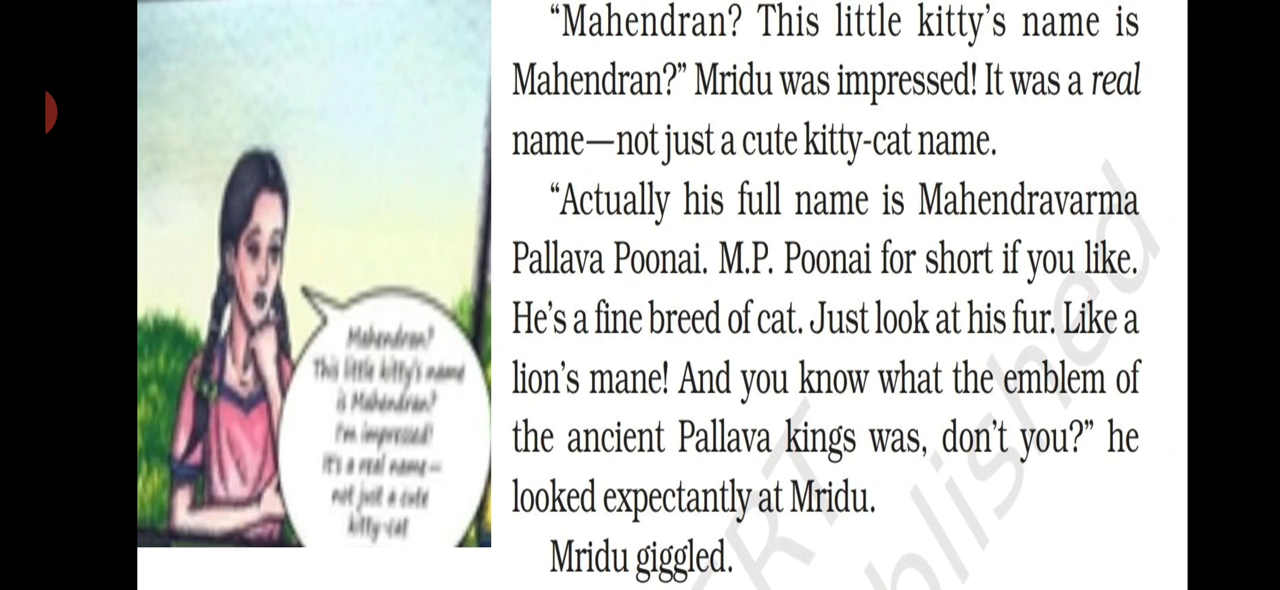 “Mahendran? This little kitty’s name is
Mahendran?” Mridu was impressed! It was a real
name—not just a cute kitty-cat name.
“Actually his full name is Mahendravarma
Pallava Poonai. M.P. Poonai for short if you like.
He’s a fine breed of cat. Just look at his fur. Like a
lion’s mane! And you know what the emblem of
the ancient Pallava kings was, don’t you?” he
looked expectantly at Mridu.
Mridu giggled.
Mahendran?
This little kitty’s name
is Mahendran?
I’m impressed!
It’s a real name—
not just a cute
kitty-cat